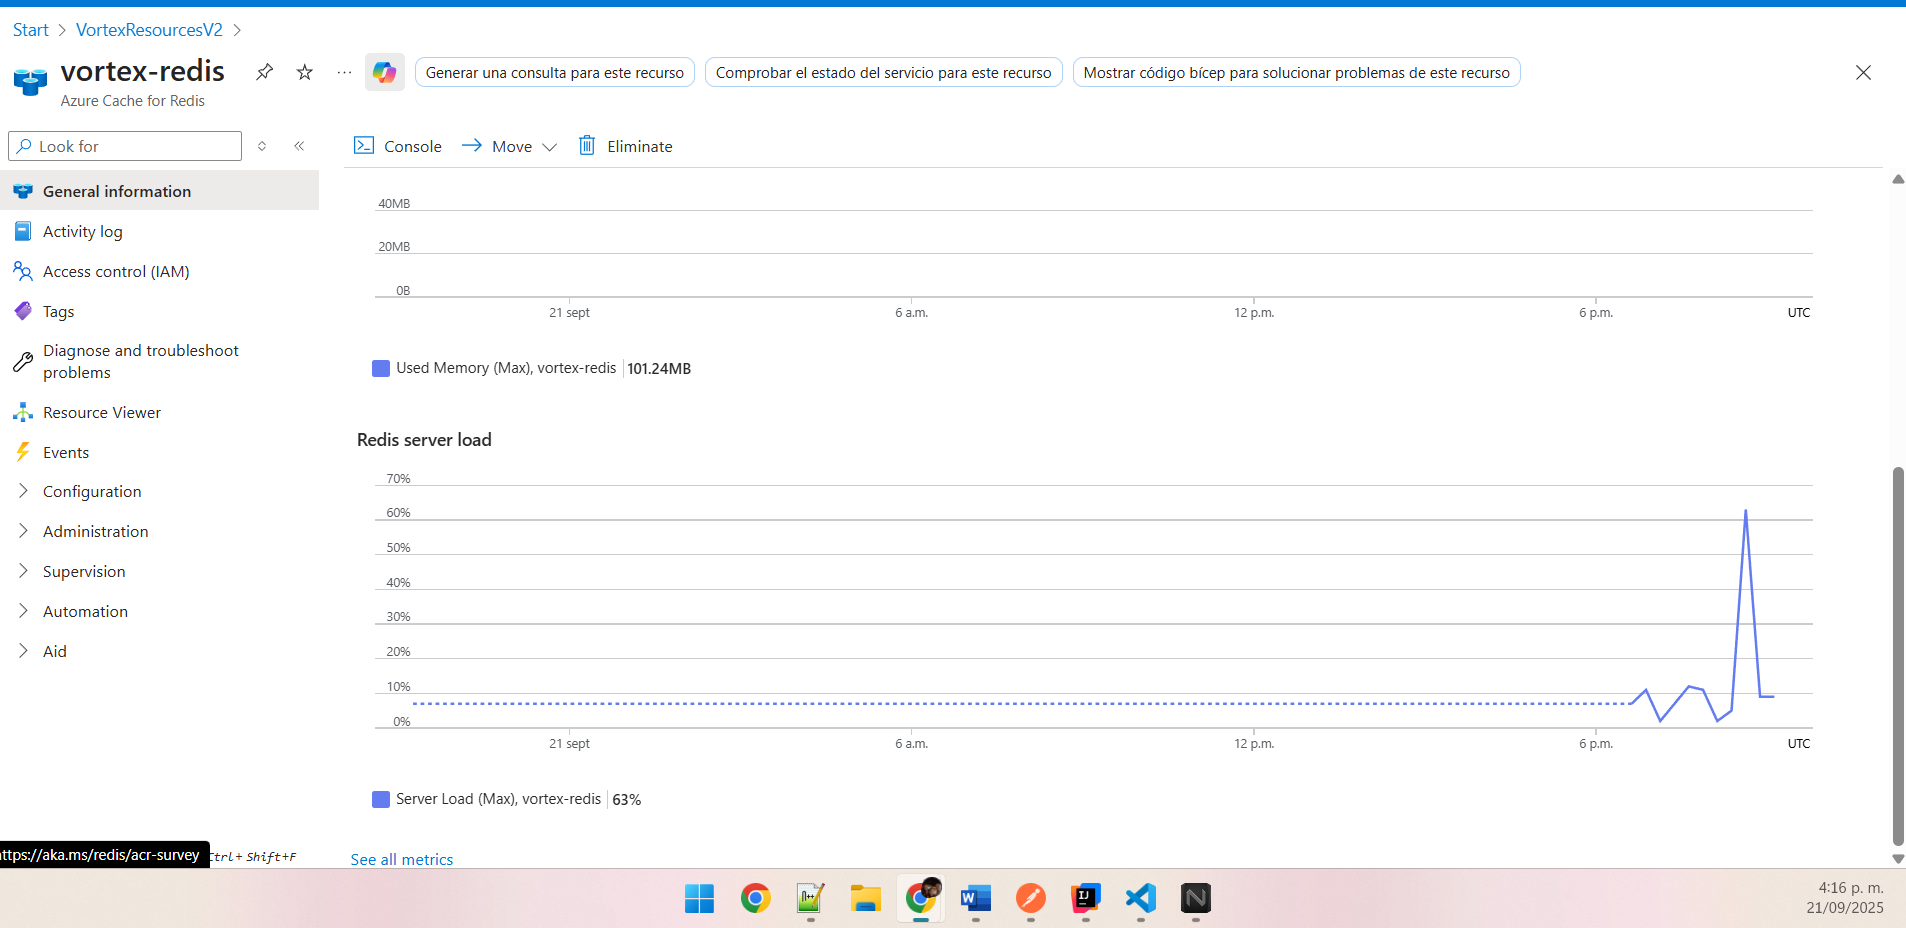 Start > VortexResourcesV2 >
vortex-redis
Azure Cache for Redis
Generar una consulta para este recurso
Comprobar el estado del servicio para este recurso
Mostrar código bícep para solucionar problemas de este recurso
Look for
Console
Move
Eliminate
General information
Activity log
Access control (IAM)
Tags
Diagnose and troubleshoot
problems
Resource Viewer
Events
Configuration
Administration
Supervision
Automation
Aid
40MB
20MB
0B
21 sept 6 a.m. 12 p.m. 6 p.m. UTC
Used Memory (Max), vortex-redis 101.24MB
Redis server load
70%
60%
50%
40%
30%
20%
10%
0%
21 sept 6 a.m. 12 p.m. 6 p.m. UTC
Server Load (Max), vortex-redis 63%
See all metrics
ttps://aka.ms/redis/acr-survey
Ctrl+ Shift+F
4:16 p. m.
21/09/2025